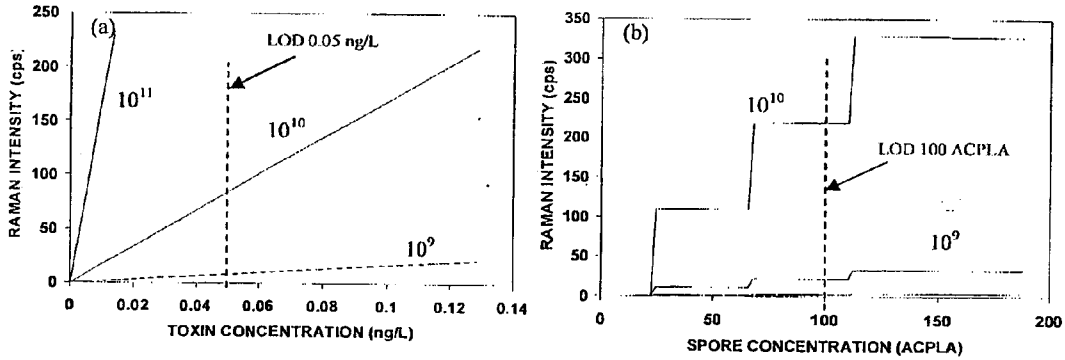 (a)
LOD 0.05 ng/L
10^11
10^10
10^9
RAMAN INTENSITY (cps)
250
200
150
100
50
0
0 0.02 0.04 0.06 0.08 0.1 0.12 0.14
TOXIN CONCENTRATION (ng/L)
(b)
10^10
LOD 100 ACPLA
10^9
RAMAN INTENSITY (cps)
350
300
250
200
150
100
50
0
0 50 100 150 200
SPORE CONCENTRATION (ACPLA)